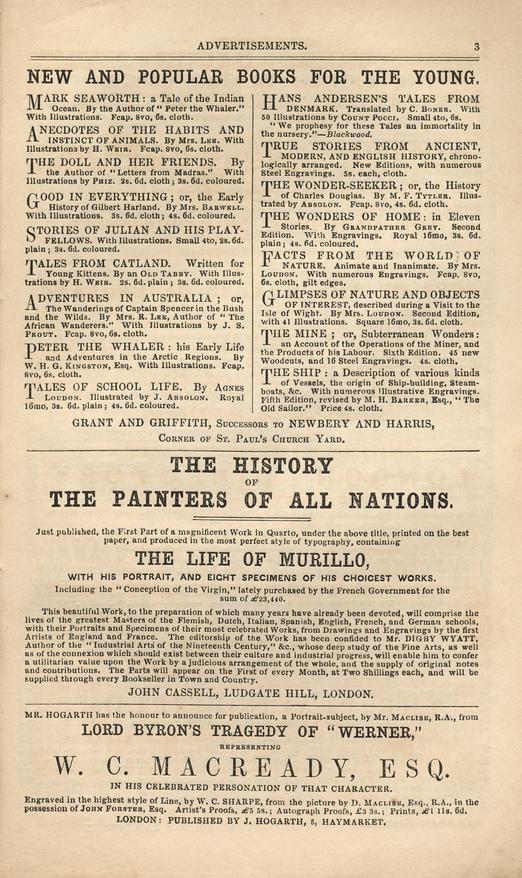 ADVERTISEMENTS. 3
NEW AND POPULAR BOOKS FOR THE YOUNG.
MARK SEAWORTH: a Tale of the Indian
Ocean. By the Author of "Peter the Whaler."
With Illustrations. Fcap. 8vo, 6s. cloth.
ANECDOTES OF THE HABITS AND
INSTINCT OF ANIMALS. By Mrs. LEE. With
Illustrations by H. WEIR. Fcap. 8vo, 6s. cloth.
THE DOLL AND HER FRIENDS. By
the Author of "Letters from Madras." With
Illustrations by PHIZ. 2s. 6d. cloth; 3s. 6d. coloured.
GOOD IN EVERYTHING; or, the Early
History of Gilbert Harland. By Mrs. BARWELL.
With Illustrations. 3s. 6d. cloth; 4s. 6d. coloured.
STORIES OF JULIAN AND HIS PLAY-
FELLOWS. With Illustrations. Small 4to, 2s. 6d.
plain; 3s. 6d. coloured.
TALES FROM CATLAND. Written for
Young Kittens. By an OLD TABBY. With Illus-
trations by H. WEIR. 2s. 6d. plain; 3s. 6d. coloured.
ADVENTURES IN AUSTRALIA; or,
The Wanderings of Captain Spencer in the Bush
and the Wilds. By Mrs. R. LEE, Author of "The
African Wanderers." With Illustrations by J. S.
PROUT. Fcap. 8vo, 6s. cloth.
PETER THE WHALER: his Early Life
and Adventures in the Arctic Regions. By
W. H. G. KINGSTON, Esq. With Illustrations. Fcap.
8vo, 6s. cloth.
TALES OF SCHOOL LIFE. By AGNES
LOUDON. Illustrated by J. ABSOLON. Royal
16mo, 3s. 6d. plain; 4s. 6d. coloured.
HANS ANDERSEN'S TALES FROM
DENMARK. Translated by C. BONER. With
50 Illustrations by COUNT POCCI. Small 4to, 6s.
"We prophesy for these Tales an immortality in
the nursery."—Blackwood.
TRUE STORIES FROM ANCIENT,
MODERN, AND ENGLISH HISTORY, chrono-
logically arranged. New Editions, with numerous
Steel Engravings. 5s. each, cloth.
THE WONDER-SEEKER; or, the History
of Charles Douglas. By M. F. TYTLER. Illus-
trated by ABSOLON. Fcap. 8vo, 4s. 6d. cloth.
THE WONDERS OF HOME: in Eleven
Stories. By GRANDFATHER GREY. Second
Edition. With Engravings. Royal 16mo, 3s. 6d.
plain; 4s. 6d. coloured.
FACTS FROM THE WORLD OF
NATURE. Animate and Inanimate. By Mrs.
LOUDON. With numerous Engravings. Fcap. 8vo,
6s. cloth, gilt edges.
GLIMPSES OF NATURE AND OBJECTS
OF INTEREST, described during a Visit to the
Isle of Wight. By Mrs. LOUDON. Second Edition,
with 41 Illustrations. Square 16mo, 3s. 6d. cloth.
THE MINE; or, Subterranean Wonders:
an Account of the Operations of the Miner, and
the Products of his Labour. Sixth Edition. 45 new
Woodcuts, and 16 Steel Engravings. 4s. cloth.
THE SHIP: a Description of various kinds
of Vessels, the origin of Ship-building, Steam-
boats, &c. With numerous Illustrative Engravings.
Fifth Edition, revised by M. H. BARKER, Esq., "The
Old Sailor." Price 4s. cloth.
GRANT AND GRIFFITH, SUCCESSORS TO NEWBERY AND HARRIS,
CORNER OF ST. PAUL'S CHURCH YARD.
THE HISTORY
OF
THE PAINTERS OF ALL NATIONS.
Just published, the First Part of a magnificent Work in Quarto, under the above title, printed on the best
paper, and produced in the most perfect style of typography, containing
THE LIFE OF MURILLO,
WITH HIS PORTRAIT, AND EIGHT SPECIMENS OF HIS CHOICEST WORKS.
Including the "Conception of the Virgin," lately purchased by the French Government for the
sum of £23,440.
This beautiful Work, to the preparation of which many years have already been devoted, will comprise the
lives of the greatest Masters of the Flemish, Dutch, Italian, Spanish, English, French, and German schools,
with their Portraits and Specimens of their most celebrated Works, from Drawings and Engravings by the first
Artists of England and France. The editorship of the Work has been confided to Mr. DIGBY WYATT,
Author of the "Industrial Arts of the Nineteenth Century," &c., whose deep study of the Fine Arts, as well
as of the connexion which should exist between their culture and industrial progress, will enable him to confer
a utilitarian value upon the Work by a judicious arrangement of the whole, and the supply of original notes
and contributions. The Parts will appear on the First of every Month, at Two Shillings each, and will be
supplied through every Bookseller in Town and Country.
JOHN CASSELL, LUDGATE HILL, LONDON.
MR. HOGARTH has the honour to announce for publication, a Portrait-subject, by Mr. MACLISE, R.A., from
LORD BYRON'S TRAGEDY OF "WERNER,"
REPRESENTING
W. C. MACREADY, ESQ.
IN HIS CELEBRATED PERSONATION OF THAT CHARACTER.
Engraved in the highest style of Line, by W. C. SHARPE, from the picture by D. MACLISE, Esq., R.A., in the
possession of JOHN FORSTER, Esq. Artist's Proofs, £5 5s.; Autograph Proofs, £3 3s.; Prints, £1 11s. 6d.
LONDON: PUBLISHED BY J. HOGARTH, 5, HAYMARKET.